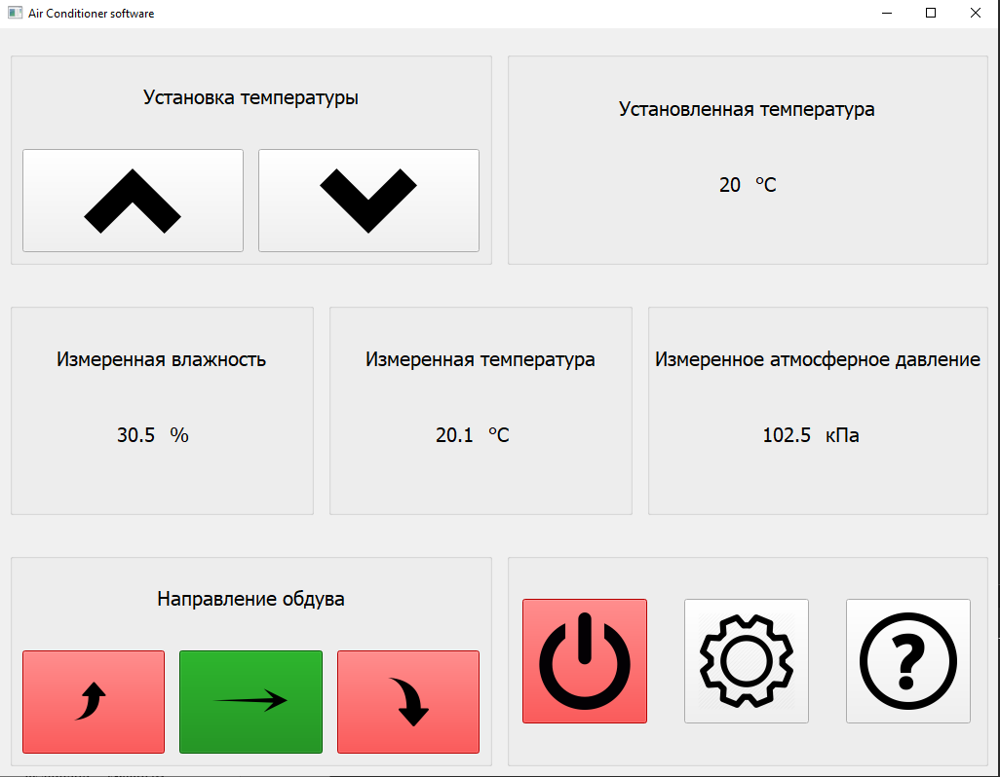 Air Conditioner software
Установка температуры
Установленная температура
20 °C
Измеренная влажность
Измеренная температура
Измеренное атмосферное давление
30.5 %
20.1 °C
102.5 кПа
Направление обдува
?